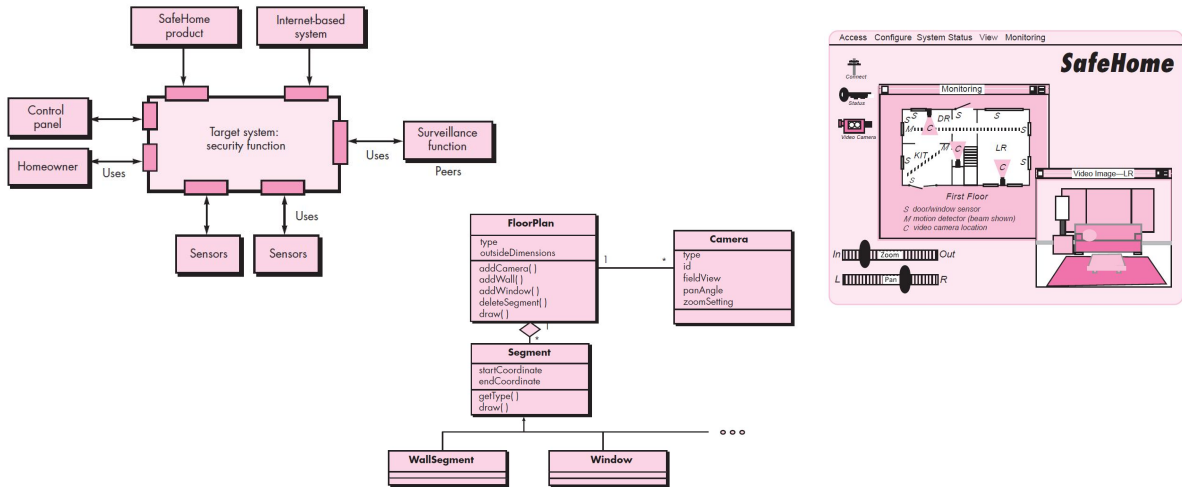 SafeHome
product
Internet-based
system
Control
panel
Homeowner
Uses
Target system:
security function
Uses
Surveillance
function
Peers
Uses
Sensors
Sensors
FloorPlan
type
outsideDimensions
addCamera( )
addWall( )
addWindow( )
deleteSegment( )
draw( )
1
*
Camera
type
id
fieldView
panAngle
zoomSetting
1
*
Segment
startCoordinate
endCoordinate
getType( )
draw( )
WallSegment
Window
Access Configure System Status View Monitoring
SafeHome
Connect
Status
Video Camera
Monitoring
S
S
DR
S
S
M
C
S
KIT
M
LR
S
C
S
C
S
First Floor
S door/window sensor
M motion detector (beam shown)
C video camera location
Video Image—LR
In Zoom Out
L Pan R